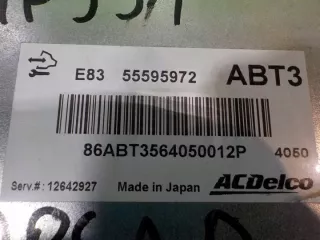 E83 55595972 ABT3
86ABT3564050012P 4050
Serv.#: 12642927 Made in Japan ACDelco